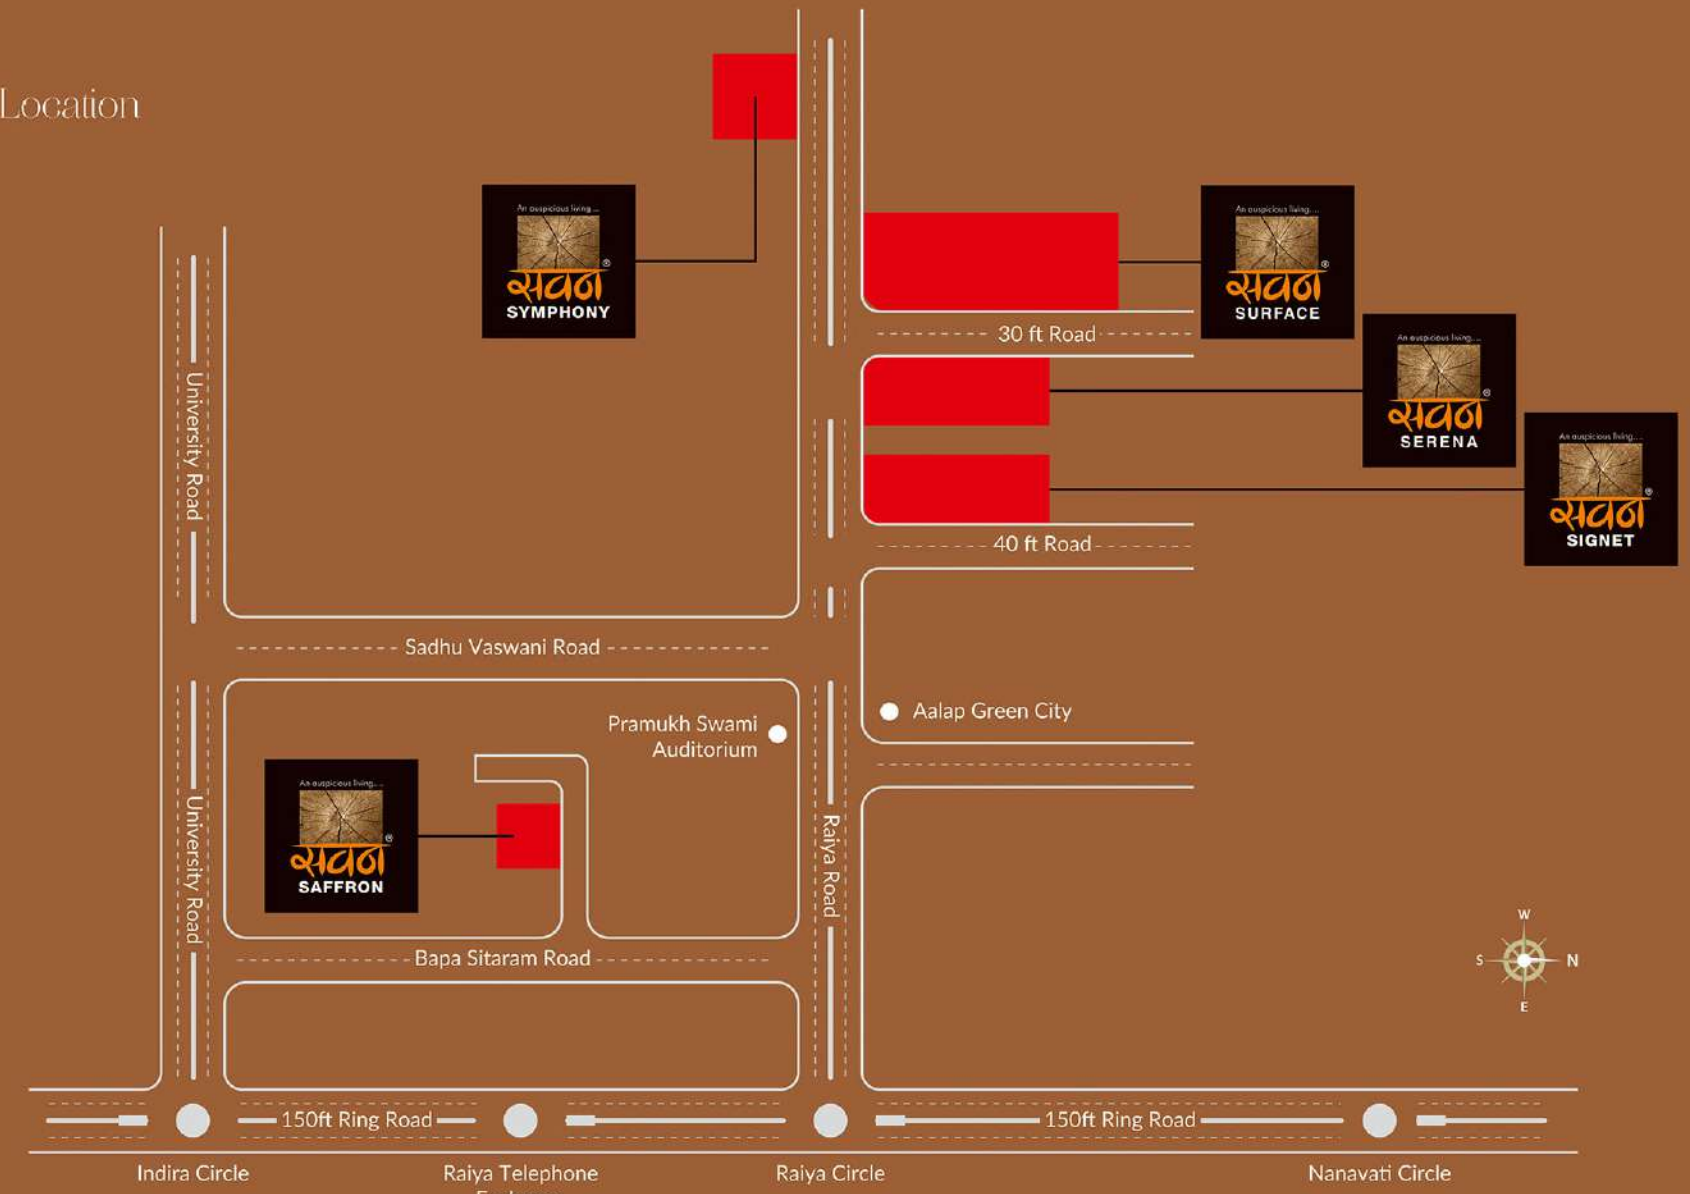 Location
An auspicious living...
सवन®
SYMPHONY
An auspicious living...
सवन®
SURFACE
30 ft Road
An auspicious living...
सवन®
SERENA
University Road
An auspicious living...
सवन®
SIGNET
40 ft Road
Sadhu Vaswani Road
Pramukh Swami
Auditorium
Aalap Green City
An auspicious living...
सवन®
SAFFRON
University Road
Raiya Road
Bapa Sitaram Road
W
S
N
E
150ft Ring Road
150ft Ring Road
Indira Circle
Raiya Telephone
Raiya Circle
Nanavati Circle